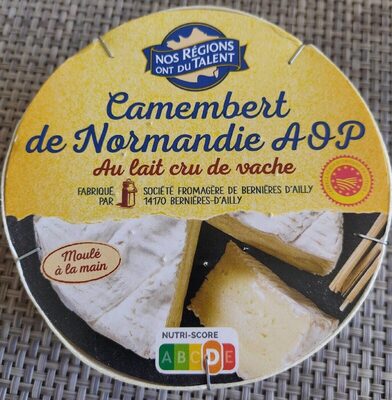 NOS RÉGIONS
ONT DU TALENT
Camembert
de Normandie AOP
Au lait cru de vache
FABRIQUÉ PAR
SOCIÉTÉ FROMAGÈRE DE BERNIÈRES D'AILLY
14170 BERNIÈRES-D'AILLY
Moulé
à la main
NUTRI-SCORE
A B C D E